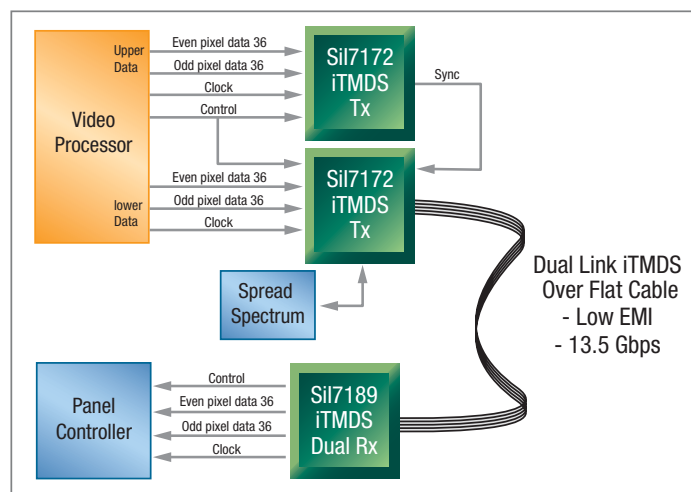 Upper
Data
Even pixel data 36
Odd pixel data 36
Clock
Control
SiI7172
iTMDS
Tx
Sync
Video
Processor
SiI7172
iTMDS
Tx
lower
Data
Even pixel data 36
Odd pixel data 36
Clock
Spread
Spectrum
Dual Link iTMDS
Over Flat Cable
- Low EMI
- 13.5 Gbps
Panel
Controller
Control
Even pixel data 36
Odd pixel data 36
Clock
SiI7189
iTMDS
Dual Rx